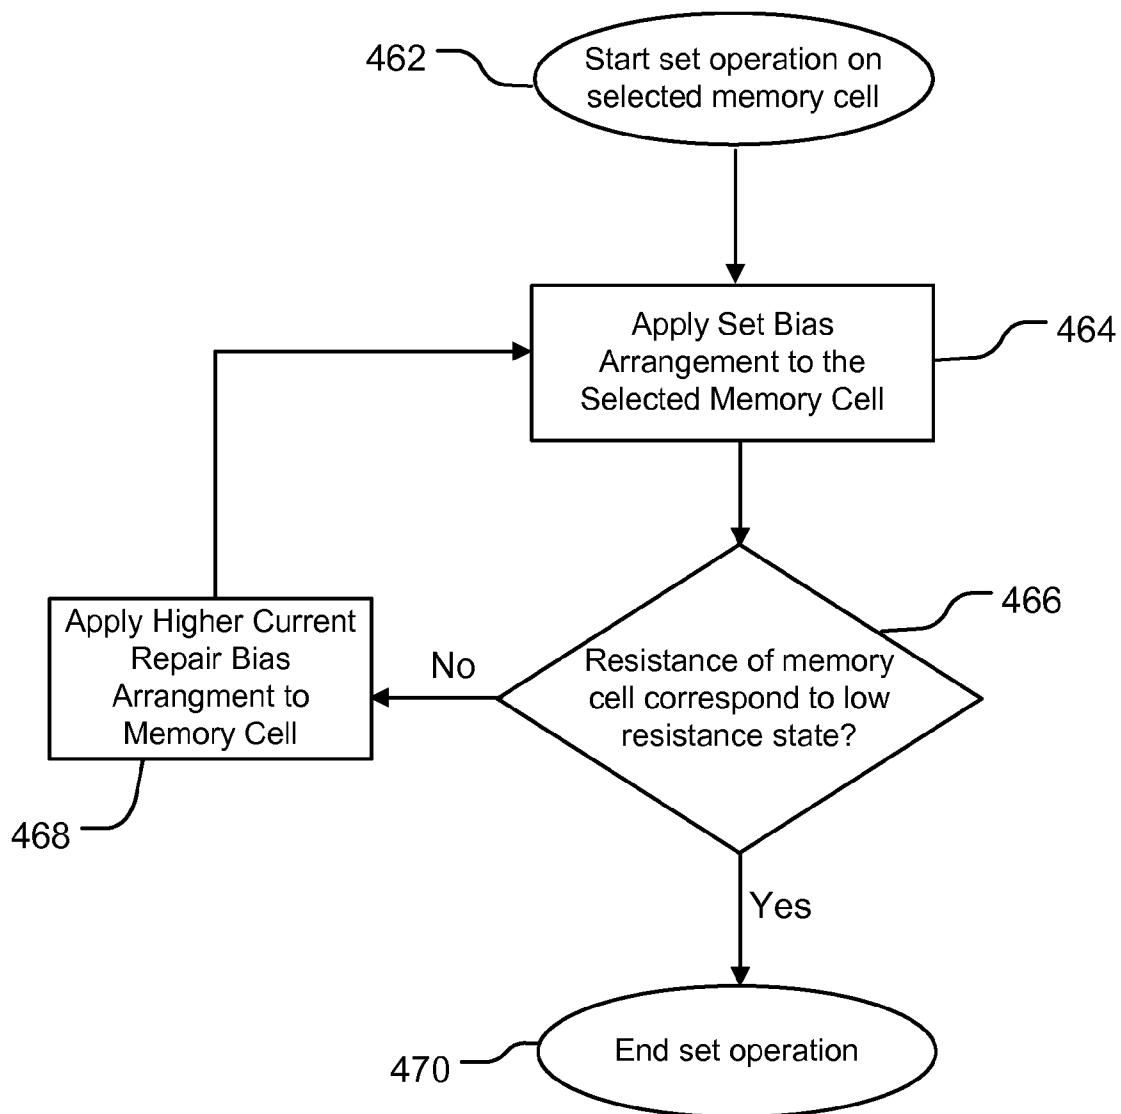 462
Start set operation on
selected memory cell
Apply Set Bias
Arrangement to the
Selected Memory Cell
464
466
Resistance of memory
cell correspond to low
resistance state?
No
Apply Higher Current
Repair Bias
Arrangment to
Memory Cell
468
Yes
End set operation
470